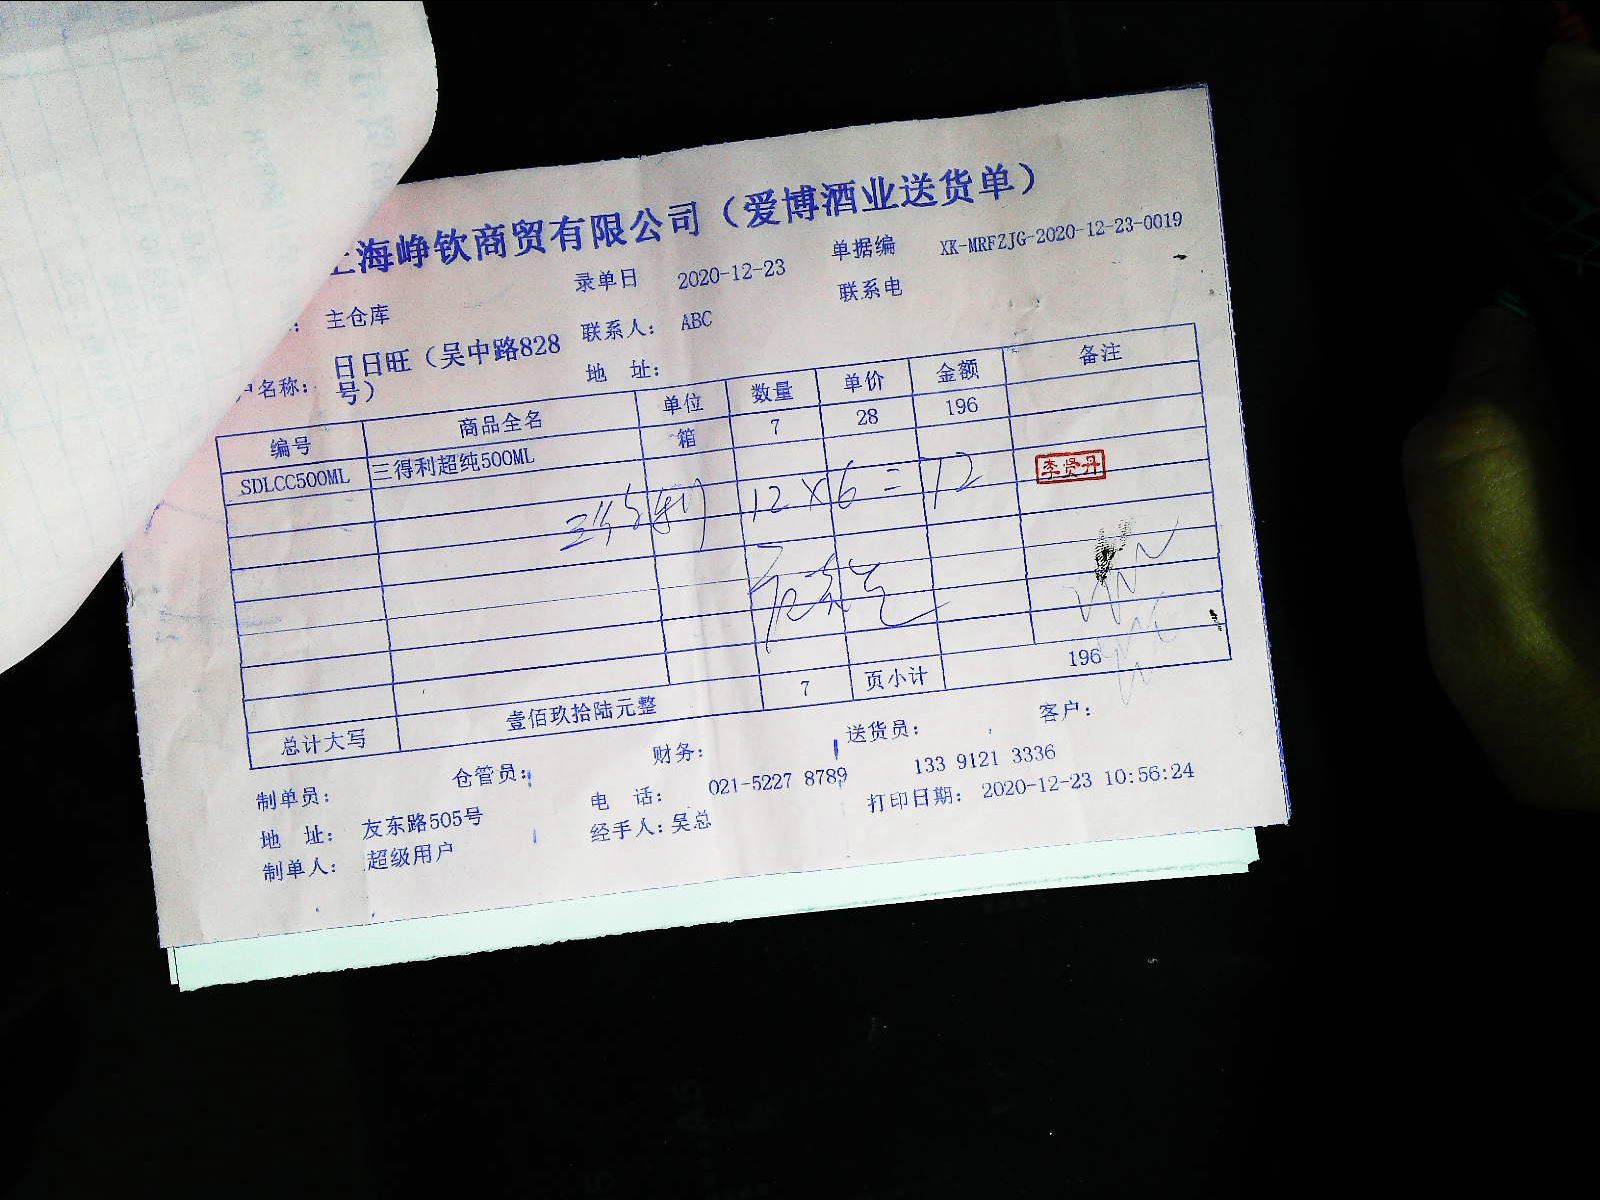 上海峥钦商贸有限公司（爱博酒业送货单）
录单日 2020-12-23 单据编 XK-MRFZJG-2020-12-23-0019
： 主仓库 联系人： ABC 联系电
户名称： 日日旺（吴中路828号） 地 址：
编号 商品全名 单位 数量 单价 金额 备注
SDLCC500ML 三得利超纯500ML 箱 7 28 196
李贤丹
12×6=72
总计大写 壹佰玖拾陆元整 7 页小计 196
制单员： 仓管员： 财务： 送货员： 客户：
地 址： 友东路505号 电 话： 021-5227 8789 133 9121 3336
制单人： 超级用户 经手人：吴总 打印日期： 2020-12-23 10:56:24